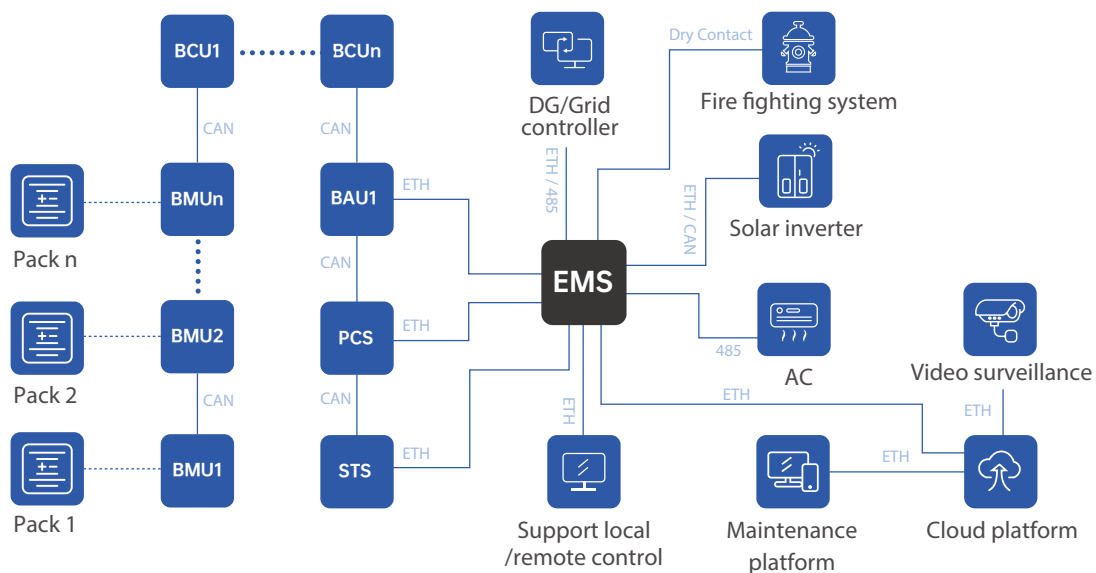 BCU1
BCUn
Dry Contact
DG/Grid
controller
Fire fighting system
CAN
CAN
ETH / 485
BMUn
BAU1
ETH
ETH / CAN
Solar inverter
Pack n
CAN
EMS
BMU2
PCS
ETH
485
AC
Video surveillance
Pack 2
CAN
CAN
ETH
ETH
ETH
BMU1
STS
ETH
ETH
Pack 1
Support local
/remote control
Maintenance
platform
Cloud platform